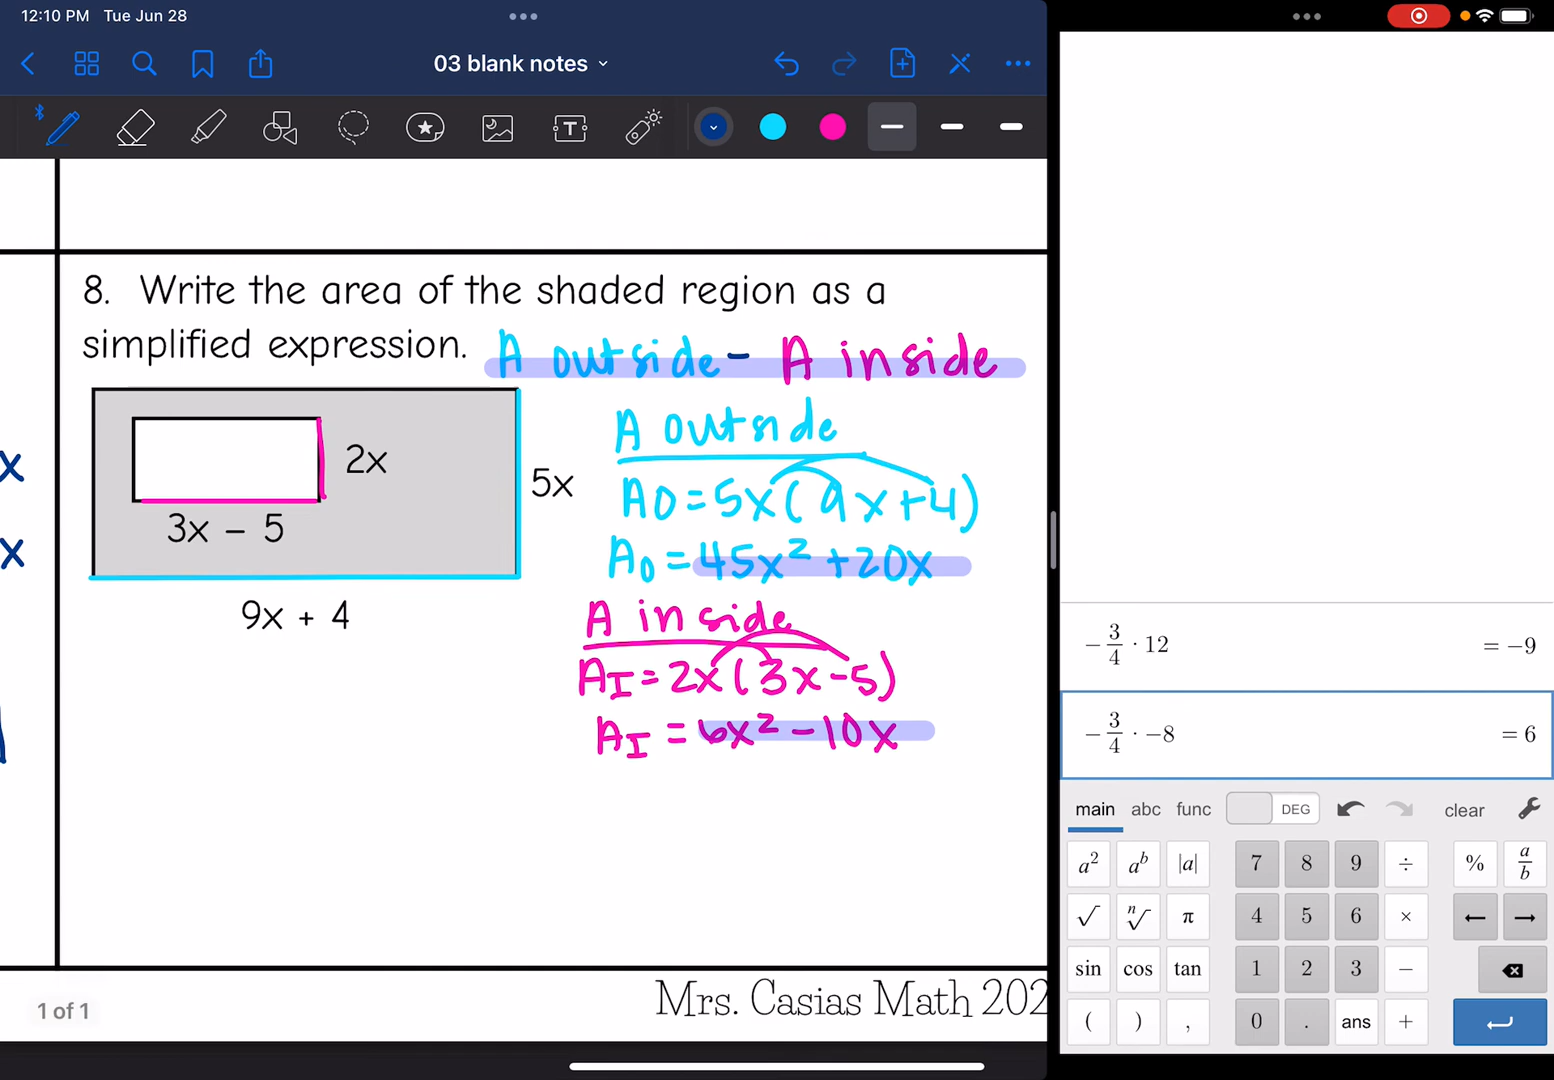 12:10 PM Tue Jun 28
03 blank notes
8. Write the area of the shaded region as a
simplified expression.
A outside - A inside
A outside
2x
5x
AO = 5x(9x+4)
3x − 5
AO = 45x² + 20x
9x + 4
A inside
AI = 2x(3x-5)
AI = 6x² - 10x
x
x
Mrs. Casias Math 202
1 of 1
−3/4 · 12 = −9
−3/4 · −8 = 6
main abc func DEG clear
a² aᵇ |a| 7 8 9 ÷ % a/b
√ ⁿ√ π 4 5 6 × ← →
sin cos tan 1 2 3 −
( ) , 0 . ans +